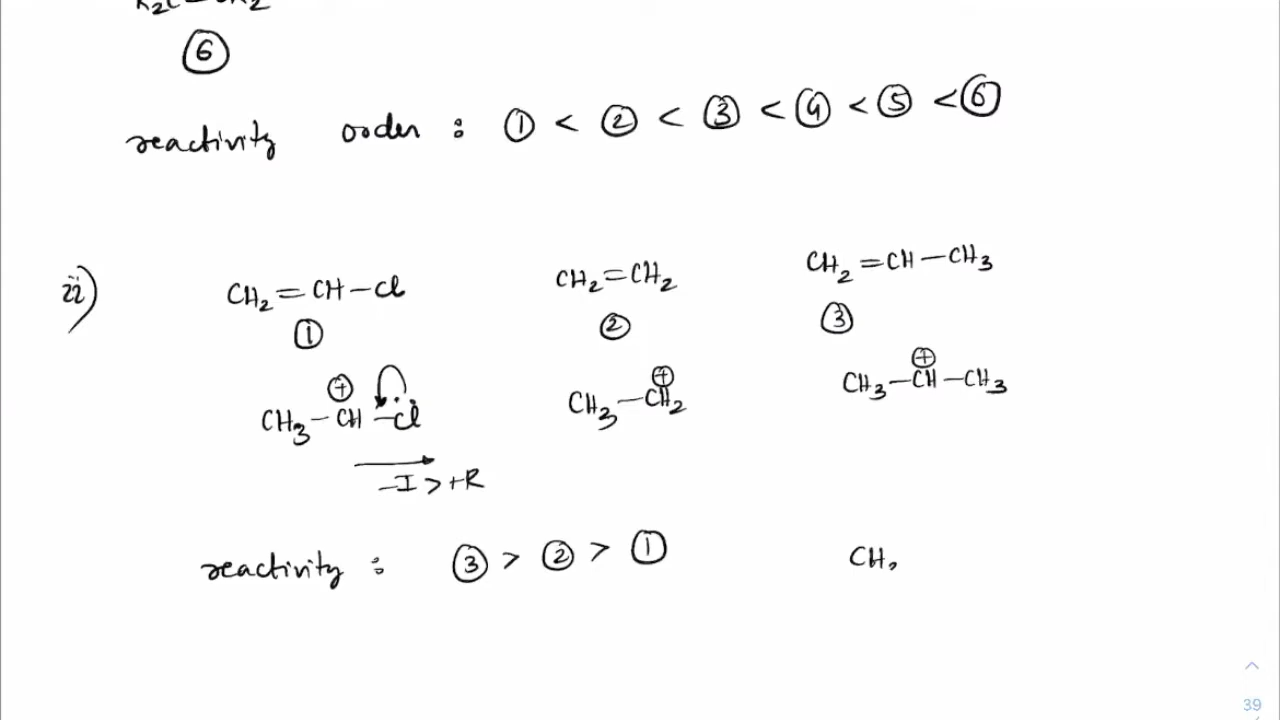 ⑥
reactivity order : ① < ② < ③ < ④ < ⑤ < ⑥
ii) CH₂=CH-Cl CH₂=CH₂ CH₂=CH-CH₃
① ② ③
⊕ ⊕ ⊕
CH₃-CH-Cl CH₃-CH₂ CH₃-CH-CH₃
-I > +R
reactivity : ③ > ② > ① CH₂
39